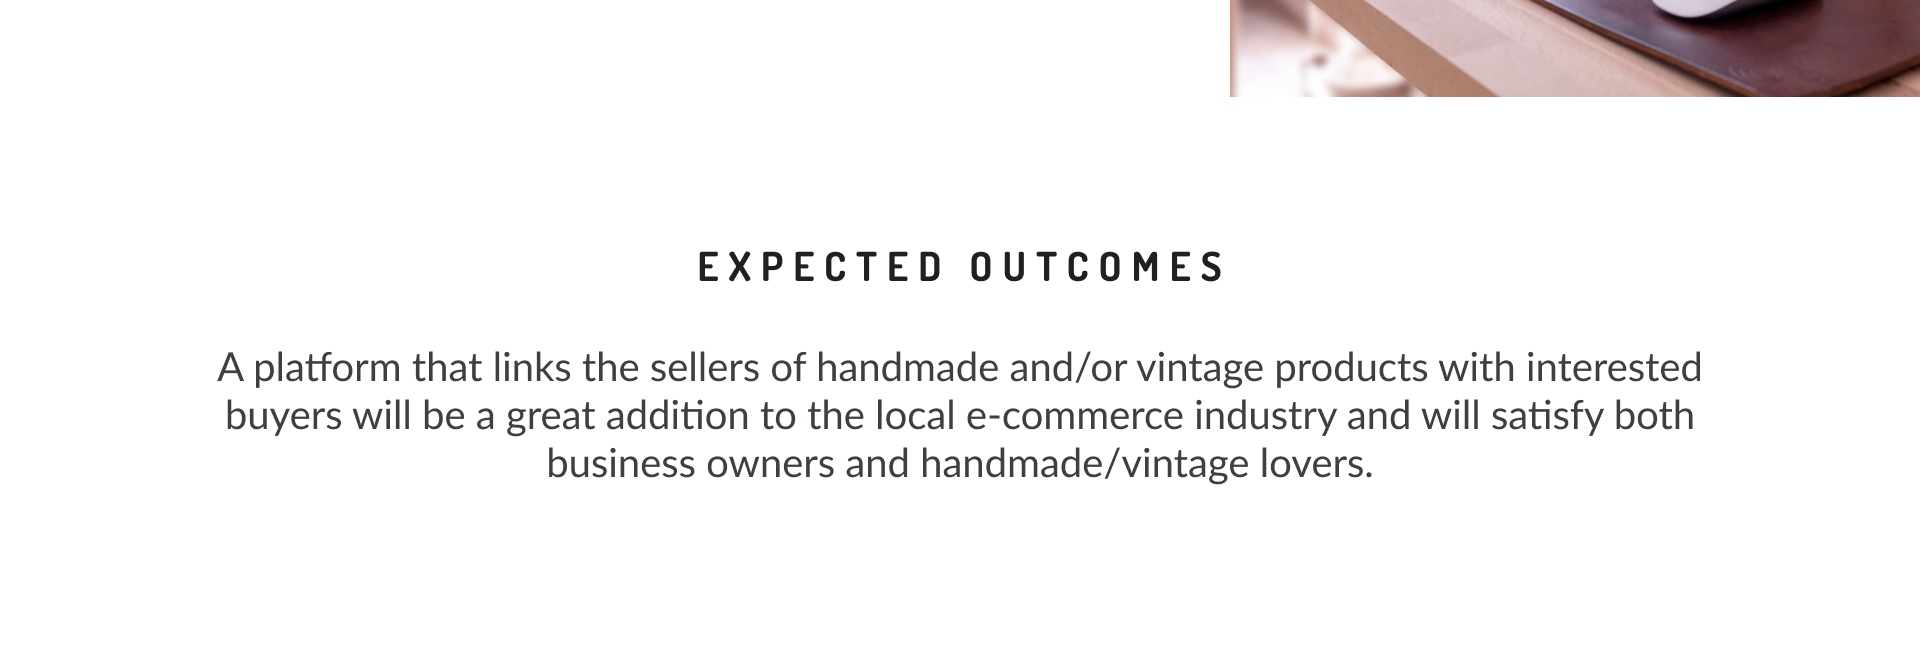 EXPECTED OUTCOMES
A platform that links the sellers of handmade and/or vintage products with interested
buyers will be a great addition to the local e-commerce industry and will satisfy both
business owners and handmade/vintage lovers.